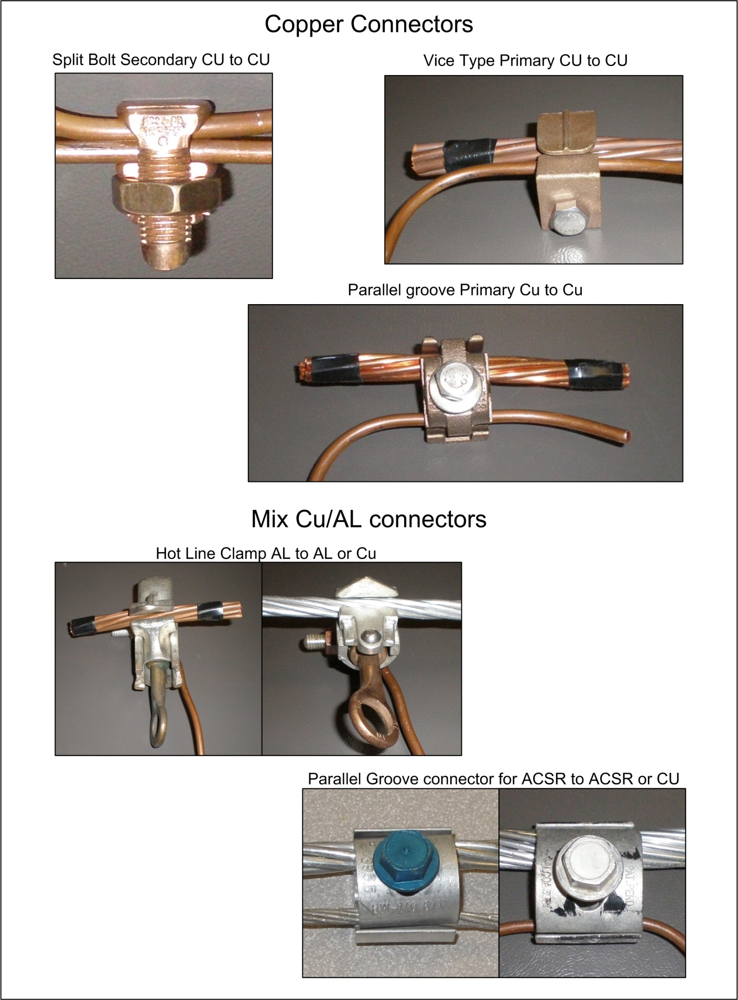 Copper Connectors
Split Bolt Secondary CU to CU
Vice Type Primary CU to CU
Parallel groove Primary Cu to Cu
Mix Cu/AL connectors
Hot Line Clamp AL to AL or Cu
Parallel Groove connector for ACSR to ACSR or CU
PAT.PEND